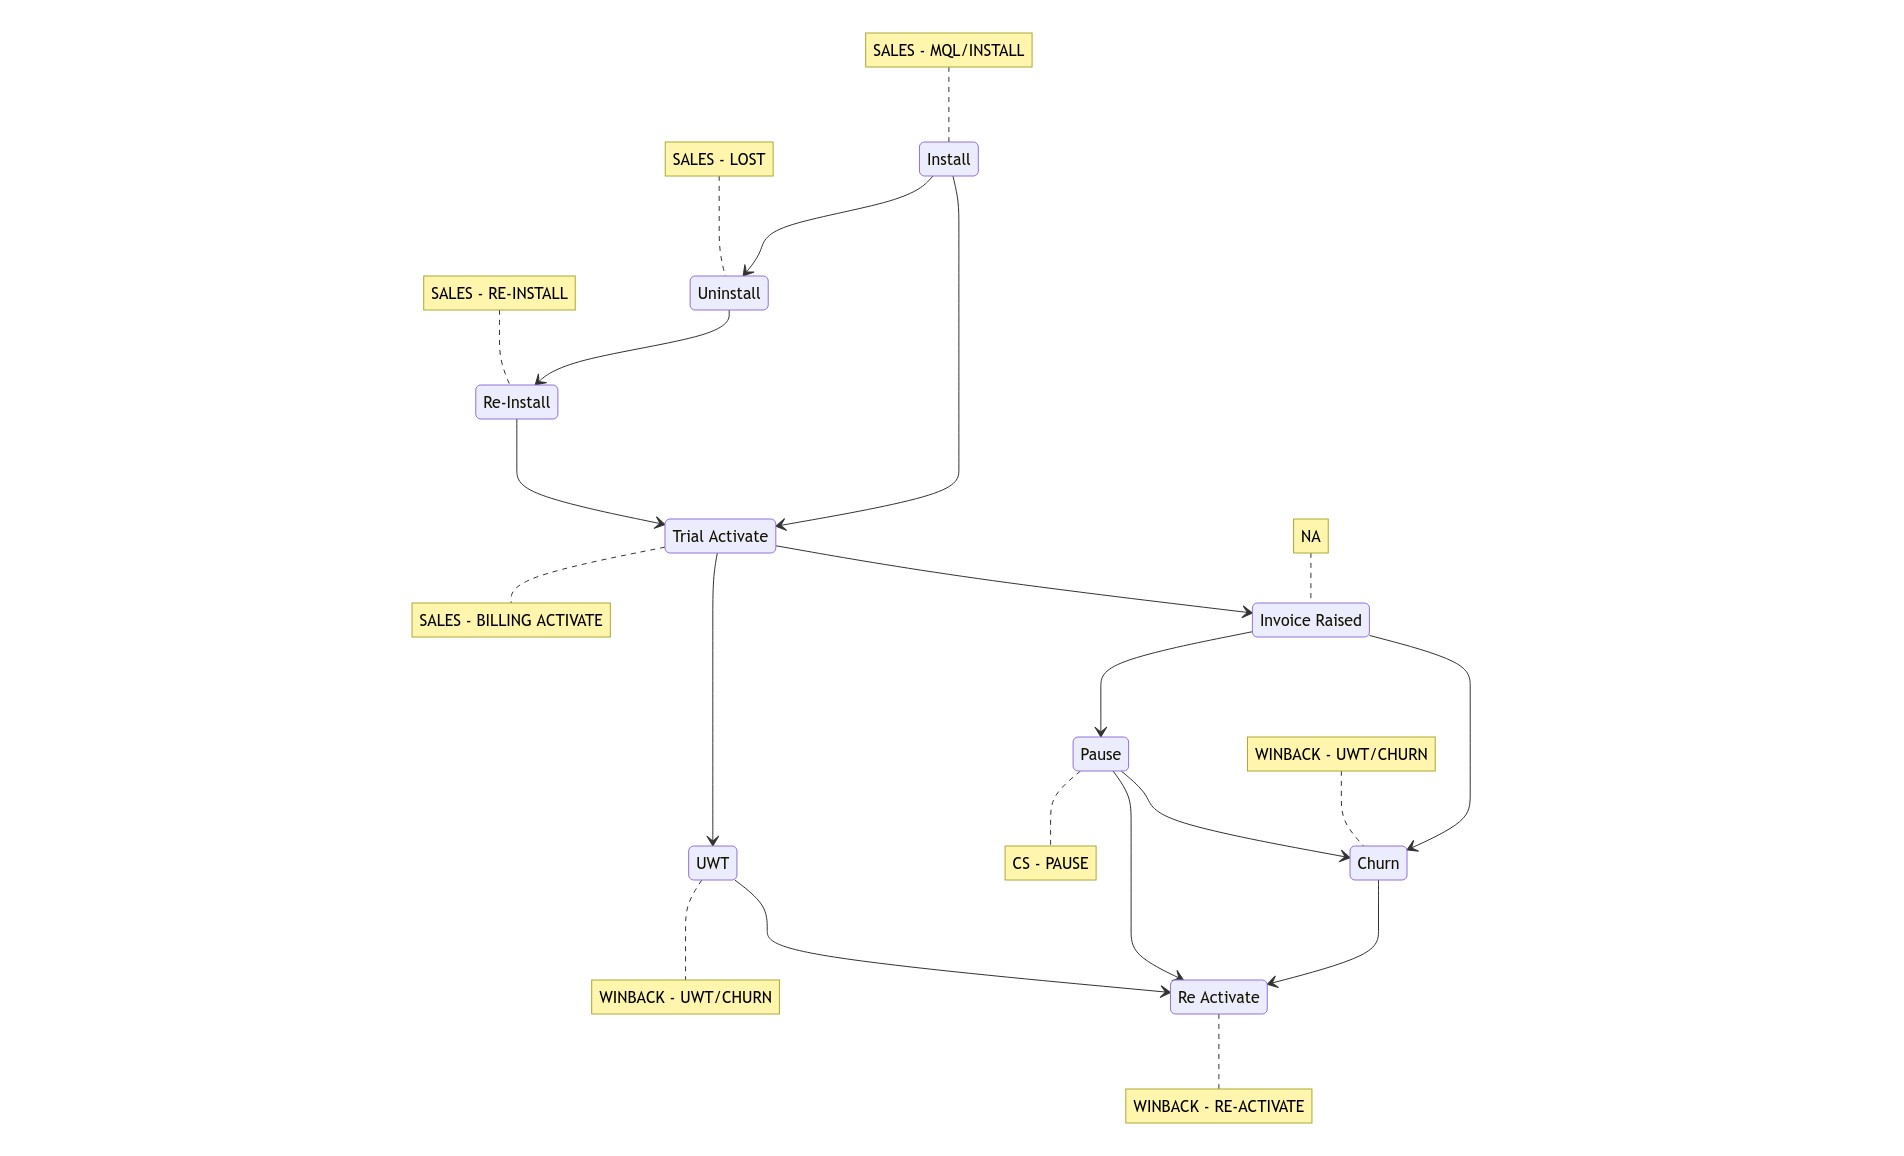 SALES - MQL/INSTALL
SALES - LOST
Install
SALES - RE-INSTALL
Uninstall
Re-Install
Trial Activate
NA
SALES - BILLING ACTIVATE
Invoice Raised
Pause
WINBACK - UWT/CHURN
UWT
CS - PAUSE
Churn
WINBACK - UWT/CHURN
Re Activate
WINBACK - RE-ACTIVATE